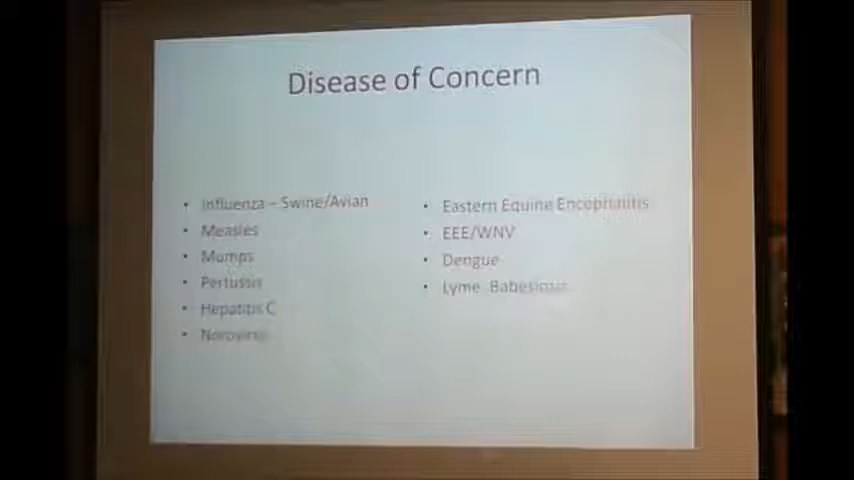 Disease of Concern
• Influenza – Swine/Avian
• Measles
• Mumps
• Pertussis
• Hepatitis C
• Norovirus
• Eastern Equine Encephalitis
• EEE/WNV
• Dengue
• Lyme Babesiosis